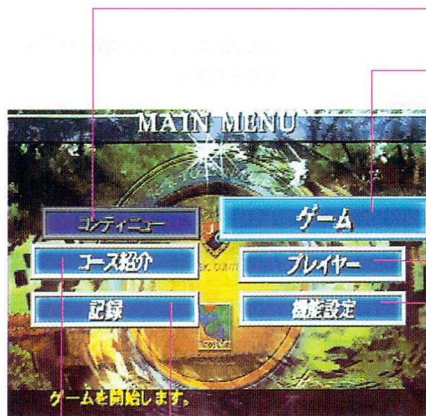 MAIN MENU
コンティニュー
ゲーム
コース紹介
プレイヤー
記録
機能設定
ゲームを開始します。